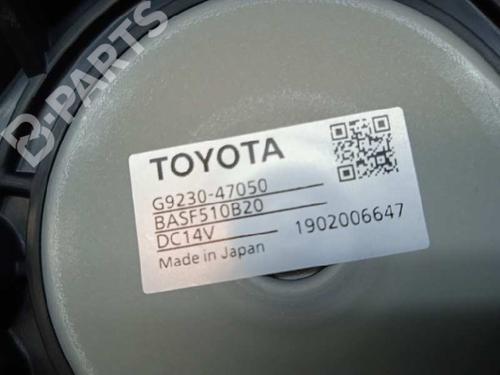 B-PARTS
TOYOTA
G9230-47050
BASF510B20
DC14V
1902006647
Made in Japan